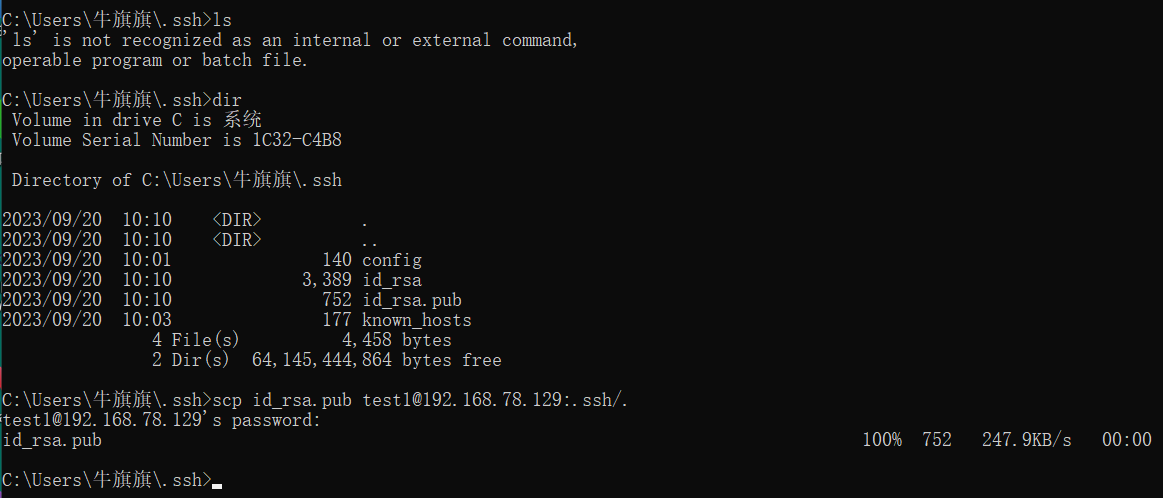 C:\Users\牛旗旗\.ssh>ls
'ls' is not recognized as an internal or external command,
operable program or batch file.
C:\Users\牛旗旗\.ssh>dir
Volume in drive C is 系统
Volume Serial Number is 1C32-C4B8
Directory of C:\Users\牛旗旗\.ssh
2023/09/20  10:10    <DIR>          .
2023/09/20  10:10    <DIR>          ..
2023/09/20  10:01               140 config
2023/09/20  10:10             3,389 id_rsa
2023/09/20  10:10               752 id_rsa.pub
2023/09/20  10:03               177 known_hosts
4 File(s)          4,458 bytes
2 Dir(s)  64,145,444,864 bytes free
C:\Users\牛旗旗\.ssh>scp id_rsa.pub test1@192.168.78.129:.ssh/.
test1@192.168.78.129's password:
id_rsa.pub 100%  752   247.9KB/s   00:00
C:\Users\牛旗旗\.ssh>